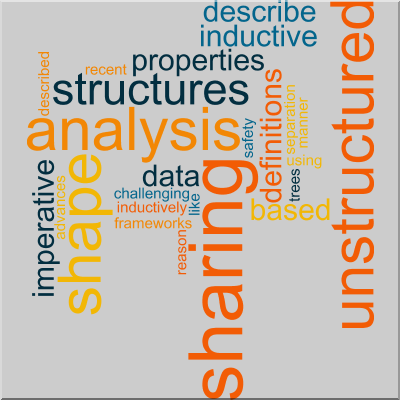 describe
inductive
properties
recent
described
structures
analysis
safety
definitions
separation
manner
using
unstructured
data
challenging
inductively
like
frameworks
reason
trees
based
imperative
advances
shape
sharing